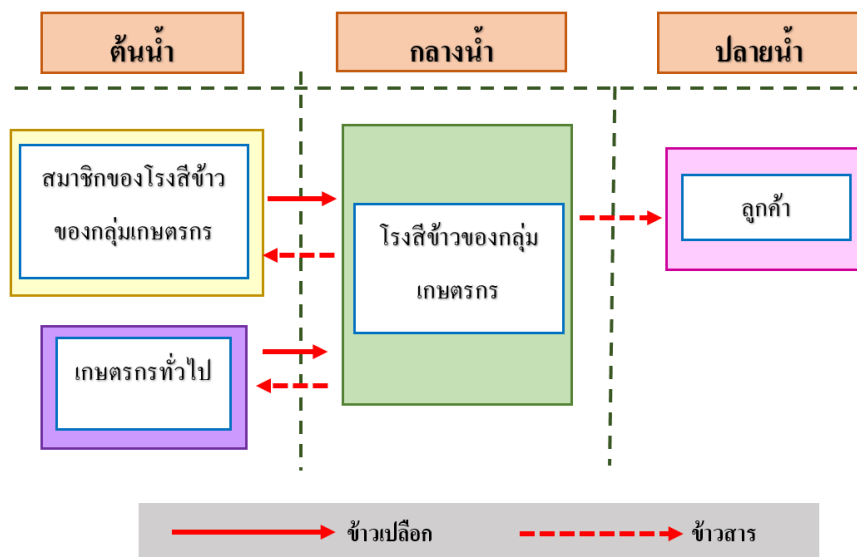 ต้นน้ำ
กลางน้ำ
ปลายน้ำ
สมาชิกของโรงสีข้าว
ของกลุ่มเกษตรกร
โรงสีข้าวของกลุ่ม
เกษตรกร
ลูกค้า
เกษตรกรทั่วไป
ข้าวเปลือก
ข้าวสาร